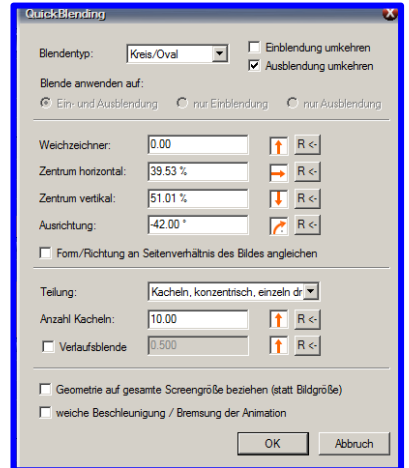 QuickBlending
Blendentyp: Kreis/Oval
Einblendung umkehren
Ausblendung umkehren
Blende anwenden auf:
Ein- und Ausblendung nur Einblendung nur Ausblendung
Weichzeichner: 0.00 R <-
Zentrum horizontal: 39.53 % R <-
Zentrum vertikal: 51.01 % R <-
Ausrichtung: -42.00 ° R <-
Form/Richtung an Seitenverhältnis des Bildes angleichen
Teilung: Kacheln, konzentrisch, einzeln dr
Anzahl Kacheln: 10.00 R <-
Verlaufsblende 0.500 R <-
Geometrie auf gesamte Screengröße beziehen (statt Bildgröße)
weiche Beschleunigung / Bremsung der Animation
OK Abbruch